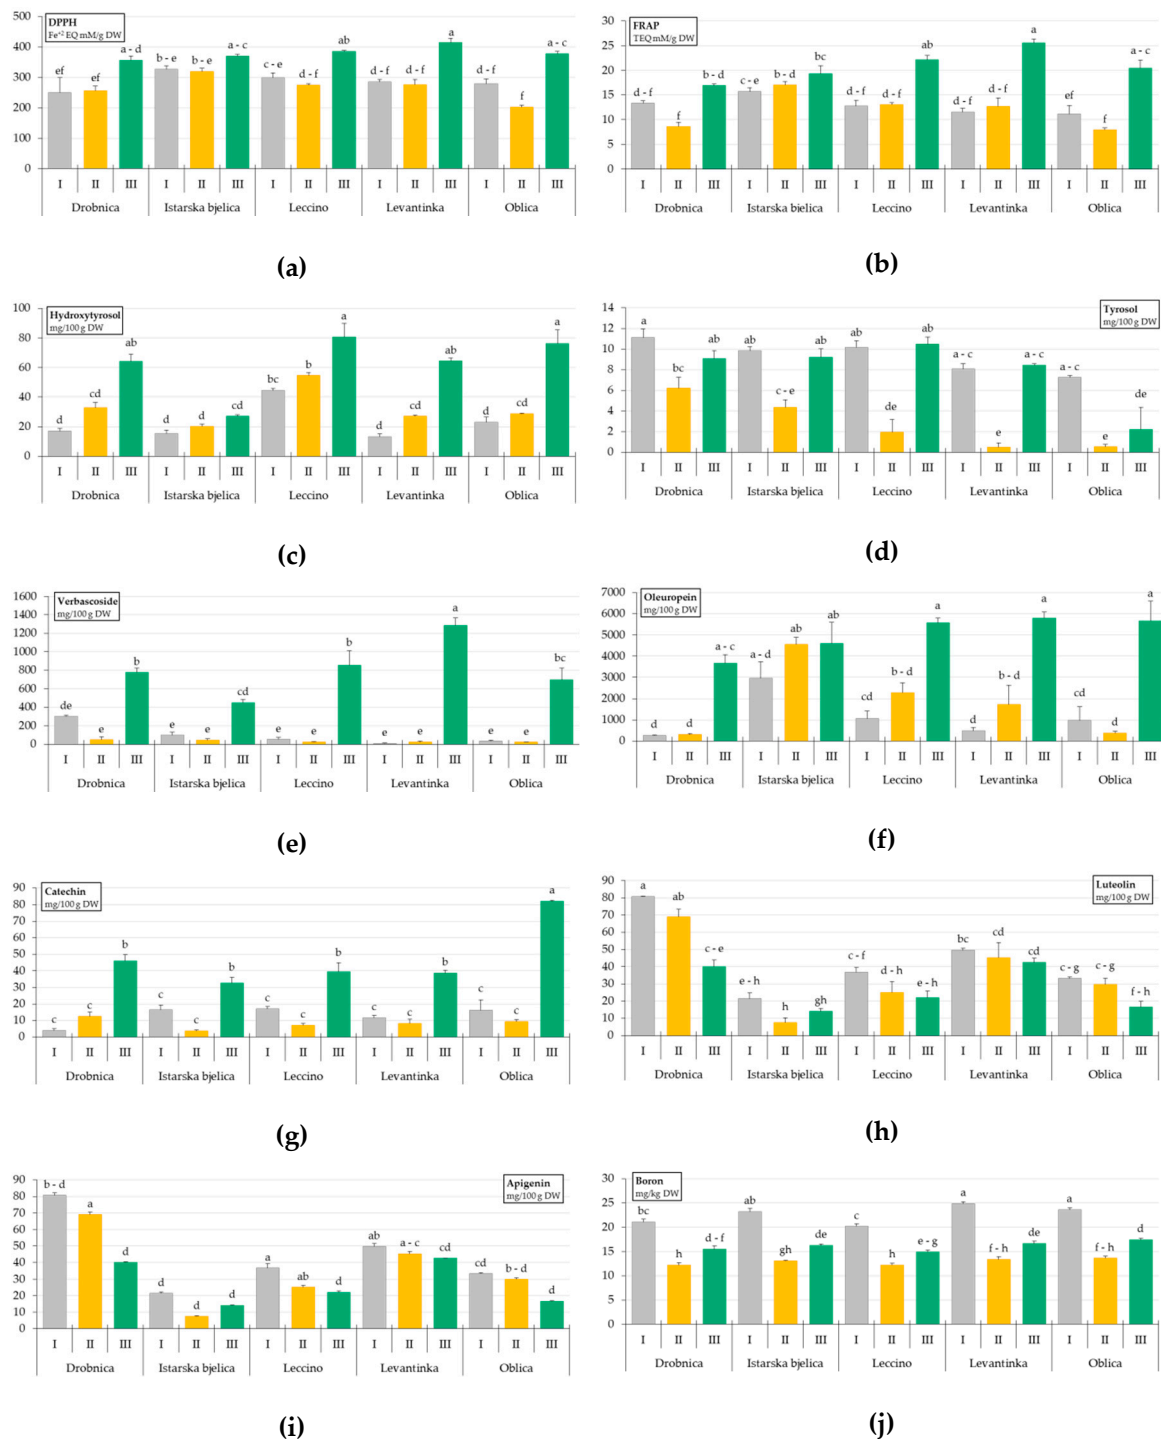 DPPH
Fe⁺² EQ mM/g DW
500
400
300
200
100
0
ef ef a - d b - e b - e a - c c - e d - f ab d - f d - f a d - f f a - c
I II III I II III I II III I II III I II III
Drobnica Istarska bjelica Leccino Levantinka Oblica
(a)
FRAP
TEQ mM/g DW
30
25
20
15
10
5
0
d - f f b - d c - e b - d bc d - f d - f ab d - f d - f a ef f a - c
I II III I II III I II III I II III I II III
Drobnica Istarska bjelica Leccino Levantinka Oblica
(b)
Hydroxytyrosol
mg/100 g DW
100
80
60
40
20
0
d cd ab d cd cd bc b a d cd ab d cd a
I II III I II III I II III I II III I II III
Drobnica Istarska bjelica Leccino Levantinka Oblica
(c)
Tyrosol
mg/100 g DW
14
12
10
8
6
4
2
0
a bc ab ab c - e ab ab de ab a - c e a - c a - c e de
I II III I II III I II III I II III I II III
Drobnica Istarska bjelica Leccino Levantinka Oblica
(d)
Verbascoside
mg/100 g DW
1600
1400
1200
1000
800
600
400
200
0
de e b e e cd e e b e e a e e bc
I II III I II III I II III I II III I II III
Drobnica Istarska bjelica Leccino Levantinka Oblica
(e)
Oleuropein
mg/100 g DW
7000
6000
5000
4000
3000
2000
1000
0
d d a - c a - d ab ab cd b - d a d b - d a cd d a
I II III I II III I II III I II III I II III
Drobnica Istarska bjelica Leccino Levantinka Oblica
(f)
Catechin
mg/100 g DW
90
80
70
60
50
40
30
20
10
0
c c b c c b c c b c c b c c a
I II III I II III I II III I II III I II III
Drobnica Istarska bjelica Leccino Levantinka Oblica
(g)
Luteolin
mg/100 g DW
90
80
70
60
50
40
30
20
10
0
a ab c - e e - h h gh c - f d - h e - h bc cd cd c - g c - g f - h
I II III I II III I II III I II III I II III
Drobnica Istarska bjelica Leccino Levantinka Oblica
(h)
Apigenin
mg/100 g DW
90
80
70
60
50
40
30
20
10
0
b - d a d d d d a ab d ab a - c cd cd b - d d
I II III I II III I II III I II III I II III
Drobnica Istarska bjelica Leccino Levantinka Oblica
(i)
Boron
mg/kg DW
30
25
20
15
10
5
0
bc h d - f ab gh de c h e - g a f - h de a f - h d
I II III I II III I II III I II III I II III
Drobnica Istarska bjelica Leccino Levantinka Oblica
(j)